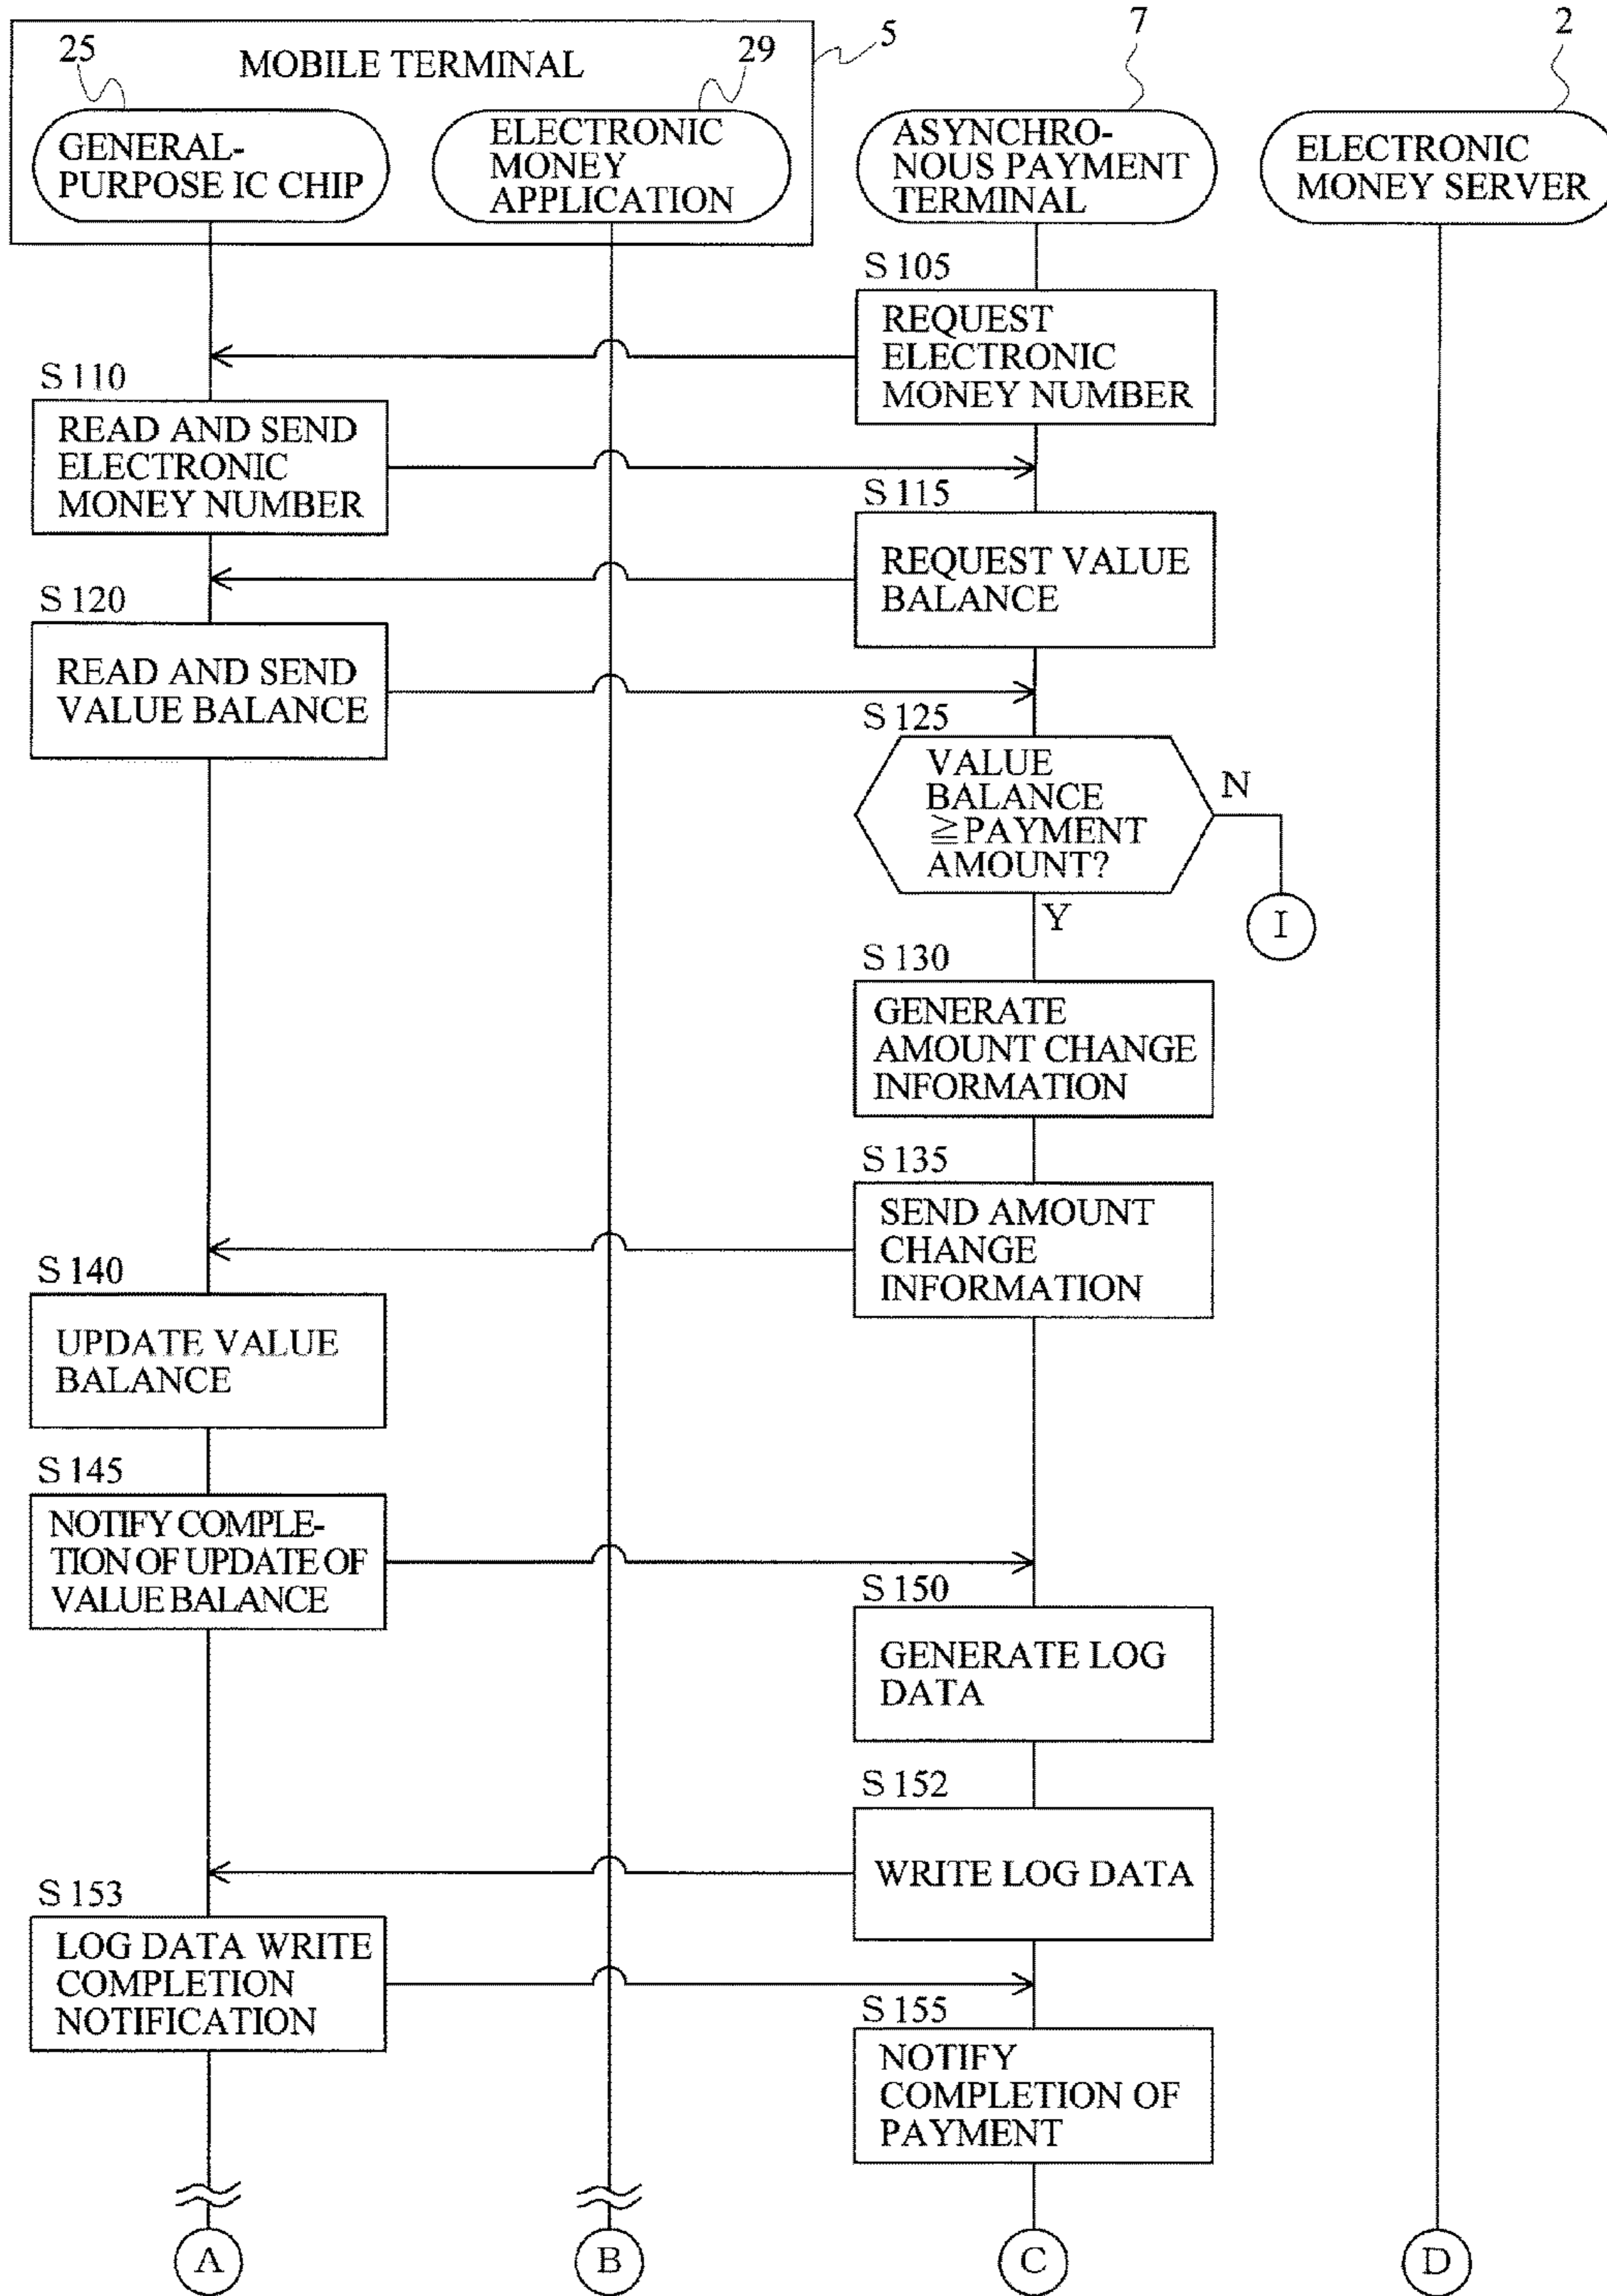 7
2
5
25
29
MOBILE TERMINAL
GENERAL-
PURPOSE IC CHIP
ELECTRONIC
MONEY
APPLICATION
ASYNCHRO-
NOUS PAYMENT
TERMINAL
ELECTRONIC
MONEY SERVER
S 105
REQUEST
ELECTRONIC
MONEY NUMBER
S 110
READ AND SEND
ELECTRONIC
MONEY NUMBER
S 115
REQUEST VALUE
BALANCE
S 120
READ AND SEND
VALUE BALANCE
S 125
VALUE
BALANCE
≧PAYMENT
AMOUNT?
N
I
Y
S 130
GENERATE
AMOUNT CHANGE
INFORMATION
S 135
SEND AMOUNT
CHANGE
INFORMATION
S 140
UPDATE VALUE
BALANCE
S 145
NOTIFY COMPLE-
TION OF UPDATE OF
VALUE BALANCE
S 150
GENERATE LOG
DATA
S 152
WRITE LOG DATA
S 153
LOG DATA WRITE
COMPLETION
NOTIFICATION
S 155
NOTIFY
COMPLETION OF
PAYMENT
A
B
C
D